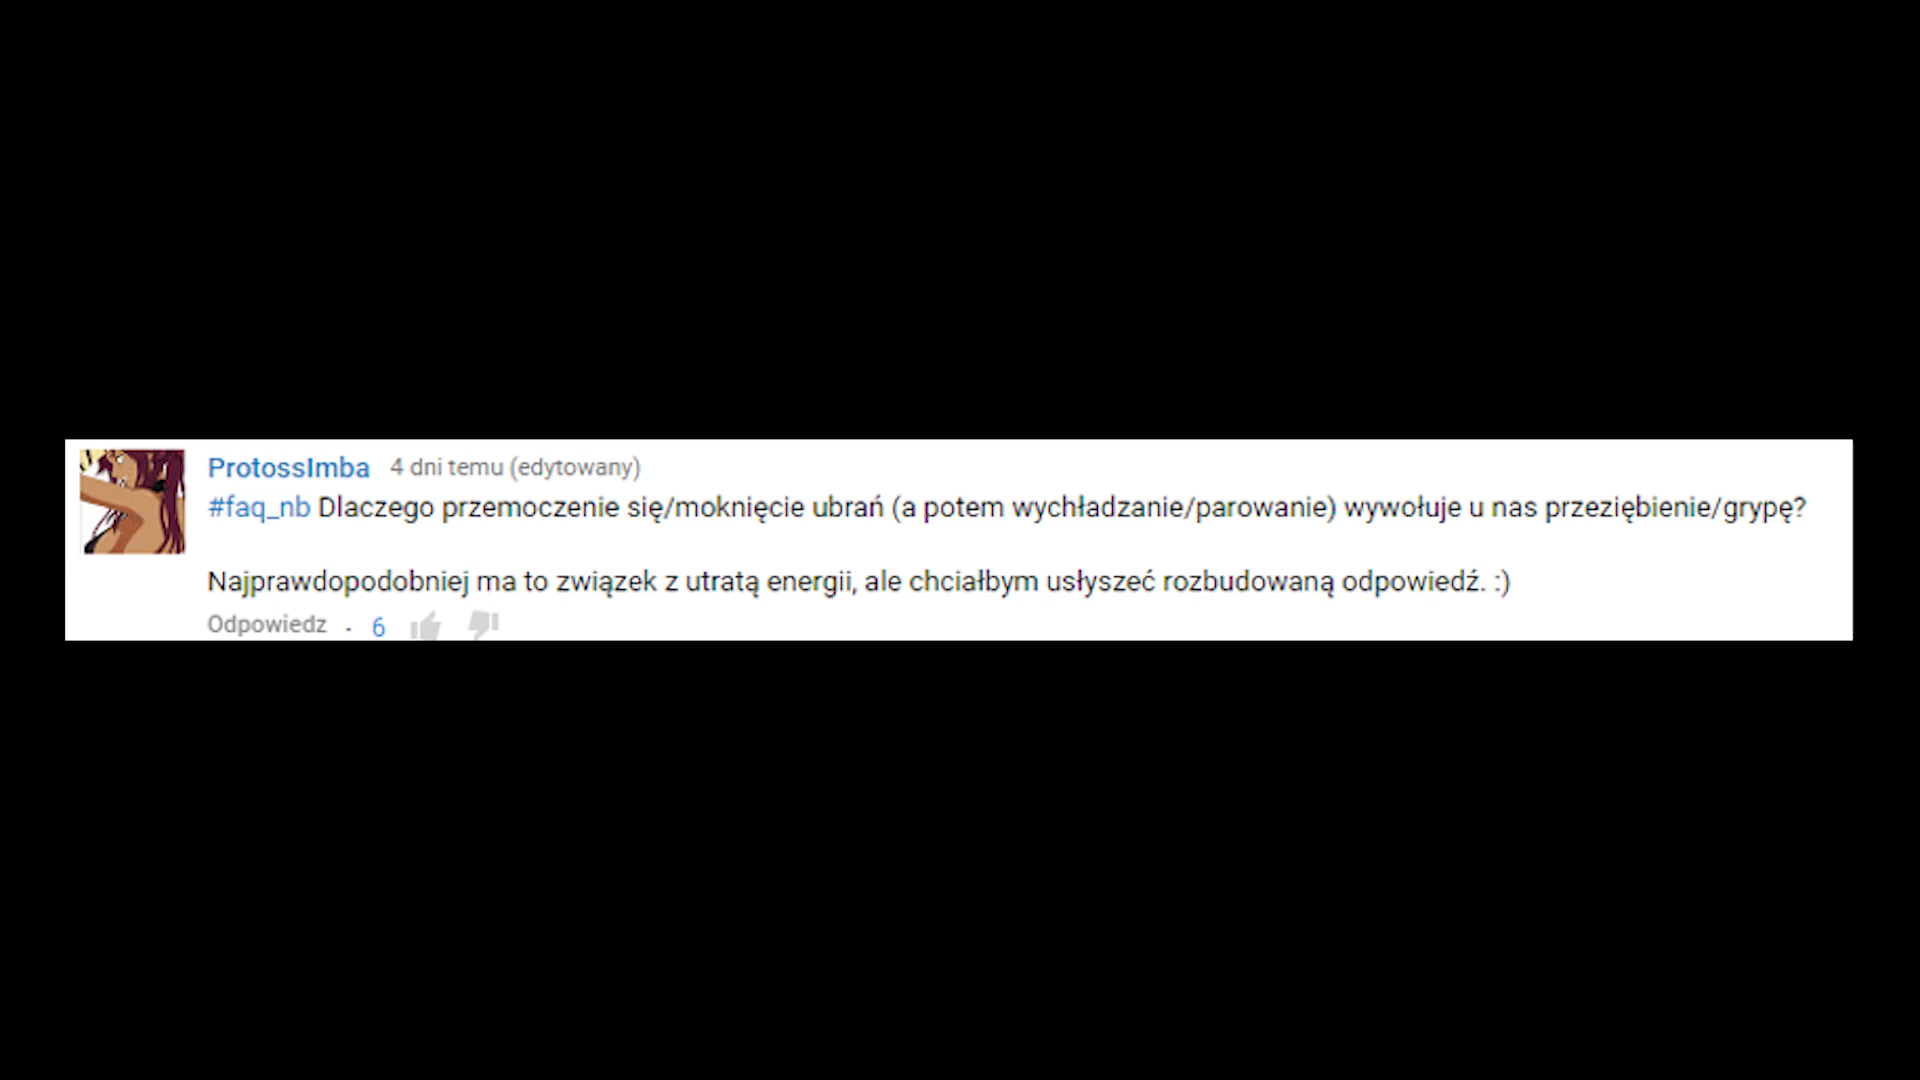 ProtossImba 4 dni temu (edytowany)
#faq_nb Dlaczego przemoczenie się/moknięcie ubrań (a potem wychładzanie/parowanie) wywołuje u nas przeziębienie/grypę?
Najprawdopodobniej ma to związek z utratą energii, ale chciałbym usłyszeć rozbudowaną odpowiedź. :)
Odpowiedz . 6